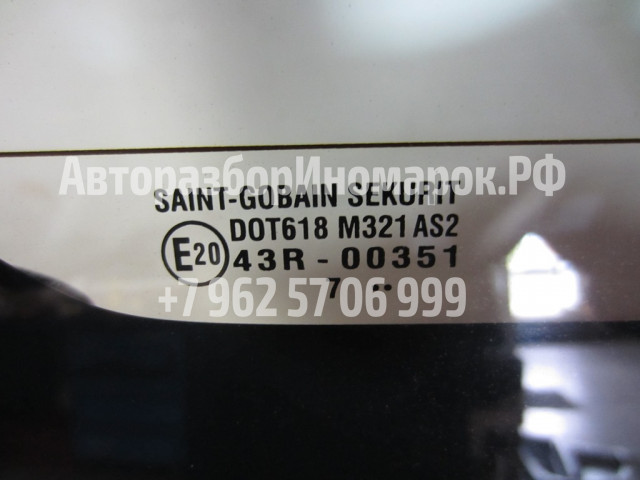 АвторазборИномарок.РФ
SAINT-GOBAIN SEKURIT
DOT618 M321 AS2
E20 43R - 00351
7 -
+7 962 5706 999